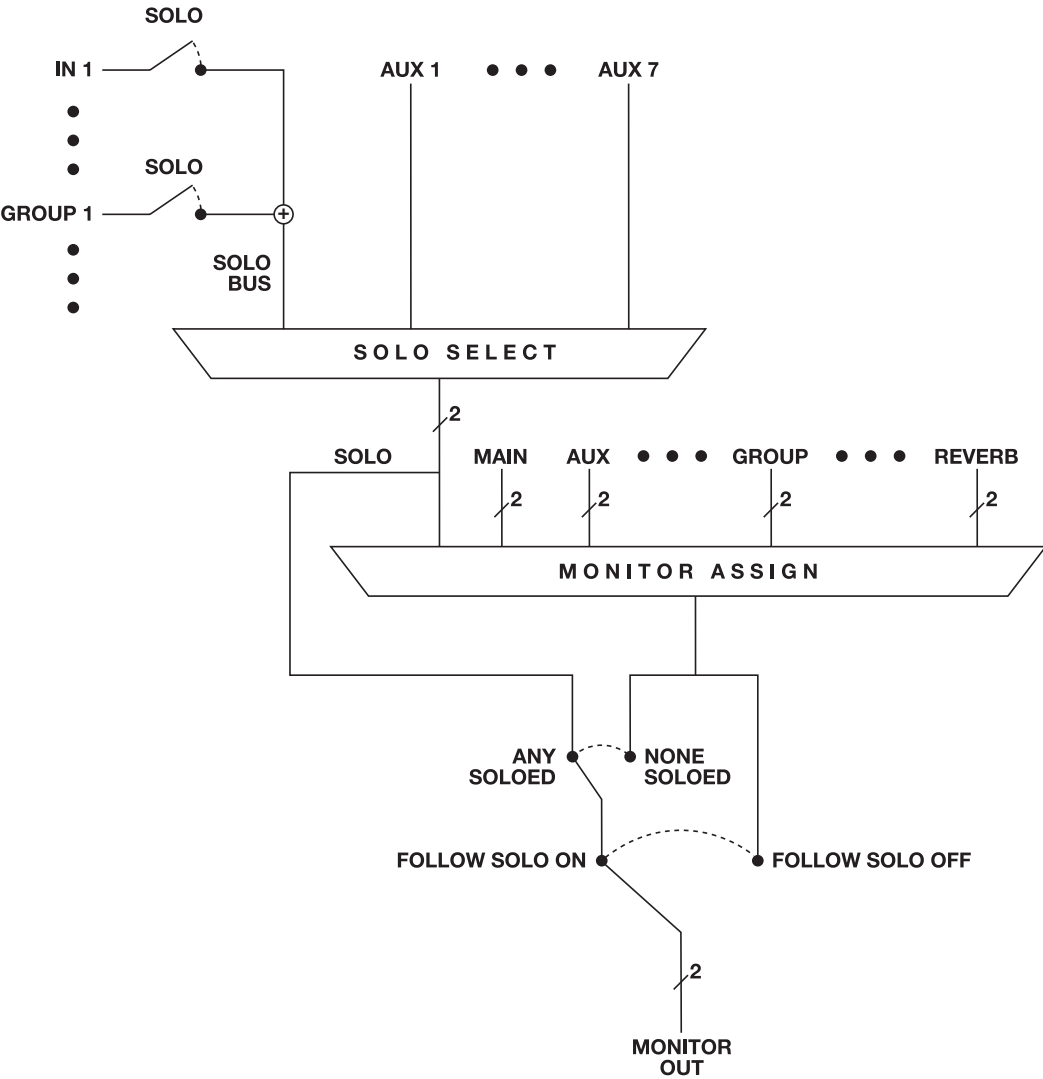 SOLO
IN 1
AUX 1
AUX 7
SOLO
GROUP 1
SOLO
BUS
SOLO SELECT
2
SOLO
MAIN
AUX
GROUP
REVERB
2
2
2
2
MONITOR ASSIGN
ANY
SOLOED
NONE
SOLOED
FOLLOW SOLO ON
FOLLOW SOLO OFF
2
MONITOR
OUT